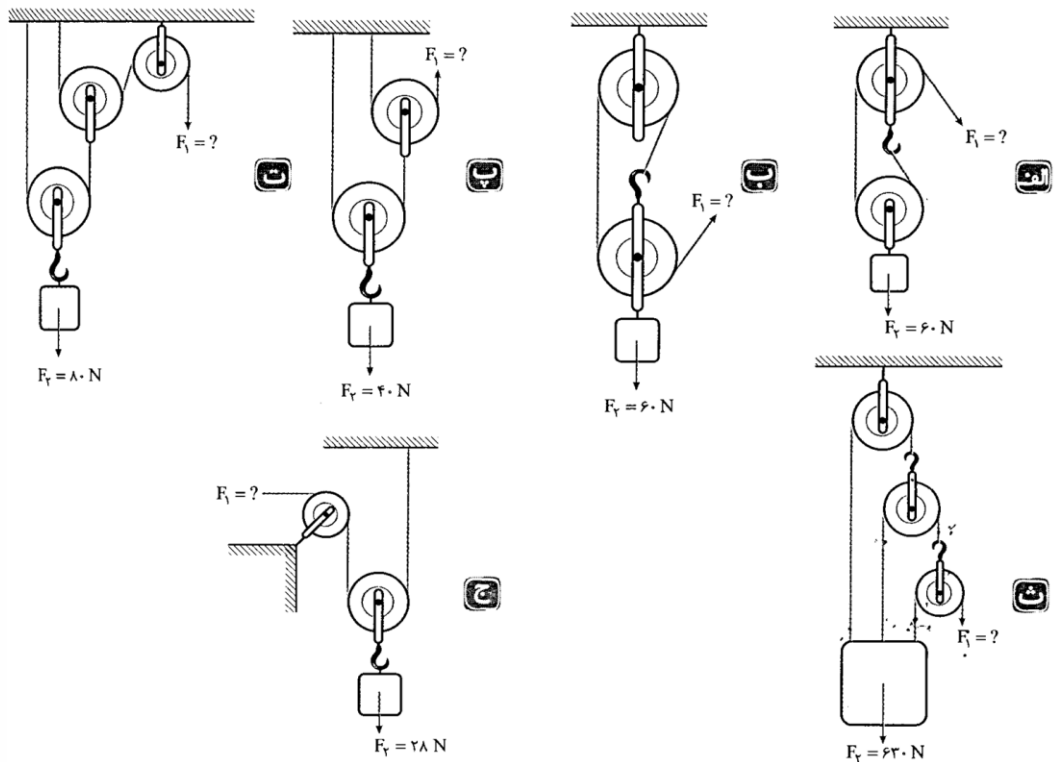 الف
F₁ = ?
F₂ = ۶۰ N
ب
F₁ = ?
F₂ = ۶۰ N
پ
F₁ = ?
F₂ = ۴۰ N
ت
F₁ = ?
F₂ = ۸۰ N
ث
F₁ = ?
F₂ = ۶۳۰ N
ج
F₁ = ?
F₂ = ۲۸ N